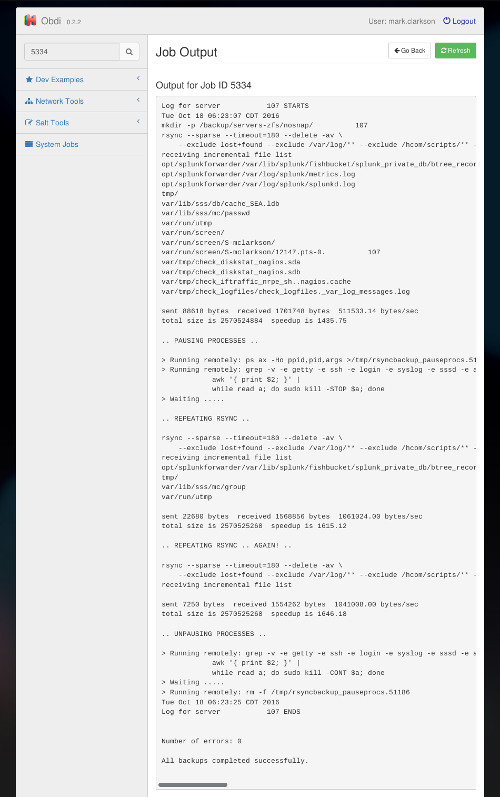 Obdi 0.2.2
User: mark.clarkson Logout
5334
Dev Examples
Network Tools
Salt Tools
System Jobs
Job Output
Go Back
Refresh
Output for Job ID 5334
Log for server 107 STARTS
Tue Oct 18 06:23:07 CDT 2016
mkdir -p /backup/servers-zfs/nosnap/ 107
rsync --sparse --timeout=180 --delete -av \
--exclude lost+found --exclude /var/log/** --exclude /hcom/scripts/** -
receiving incremental file list
opt/splunkforwarder/var/lib/splunk/fishbucket/splunk_private_db/btree_recor
opt/splunkforwarder/var/log/splunk/metrics.log
opt/splunkforwarder/var/log/splunk/splunkd.log
tmp/
var/lib/sss/db/cache_SEA.ldb
var/lib/sss/mc/passwd
var/run/utmp
var/run/screen/
var/run/screen/S-mclarkson/
var/run/screen/S-mclarkson/12147.pts-0. 107
var/tmp/check_diskstat_nagios.sda
var/tmp/check_diskstat_nagios.sdb
var/tmp/check_iftraffic_nrpe_sh..nagios.cache
var/tmp/check_logfiles/check_logfiles._var_log_messages.log
sent 88618 bytes received 1701748 bytes 511533.14 bytes/sec
total size is 2570524884 speedup is 1435.75
.. PAUSING PROCESSES ..
> Running remotely: ps ax -Ho ppid,pid,args >/tmp/rsyncbackup_pauseprocs.51
> Running remotely: grep -v -e getty -e ssh -e login -e syslog -e sssd -e s
awk "{ print $2; }" |
while read a; do sudo kill -STOP $a; done
> Waiting .....
.. REPEATING RSYNC ..
rsync --sparse --timeout=180 --delete -av \
--exclude lost+found --exclude /var/log/** --exclude /hcom/scripts/** -
receiving incremental file list
opt/splunkforwarder/var/lib/splunk/fishbucket/splunk_private_db/btree_recor
tmp/
var/lib/sss/mc/group
var/run/utmp
sent 22680 bytes received 1568856 bytes 1061024.00 bytes/sec
total size is 2570525268 speedup is 1615.12
.. REPEATING RSYNC .. AGAIN! ..
rsync --sparse --timeout=180 --delete -av \
--exclude lost+found --exclude /var/log/** --exclude /hcom/scripts/** -
receiving incremental file list
sent 7250 bytes received 1554262 bytes 1041008.00 bytes/sec
total size is 2570525268 speedup is 1646.18
.. UNPAUSING PROCESSES ..
> Running remotely: grep -v -e getty -e ssh -e login -e syslog -e sssd -e s
awk "{ print $2; }" |
while read a; do sudo kill -CONT $a; done
> Waiting .....
> Running remotely: rm -f /tmp/rsyncbackup_pauseprocs.51186
Tue Oct 18 06:23:25 CDT 2016
Log for server 107 ENDS
Number of errors: 0
All backups completed successfully.